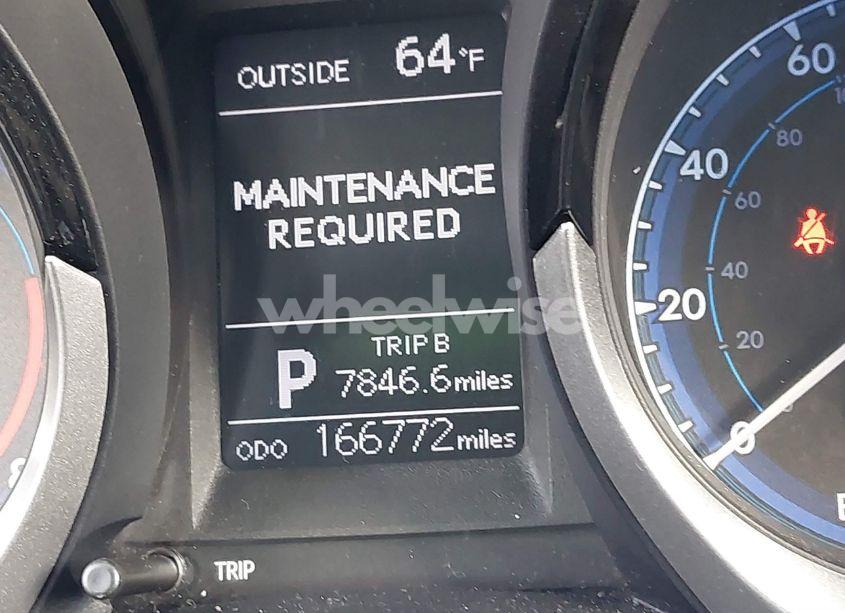 OUTSIDE 64°F
MAINTENANCE
REQUIRED
wheelwise
TRIP B
P 7846.6 miles
ODO 166772 miles
TRIP
60
40
20
0
80
60
40
20